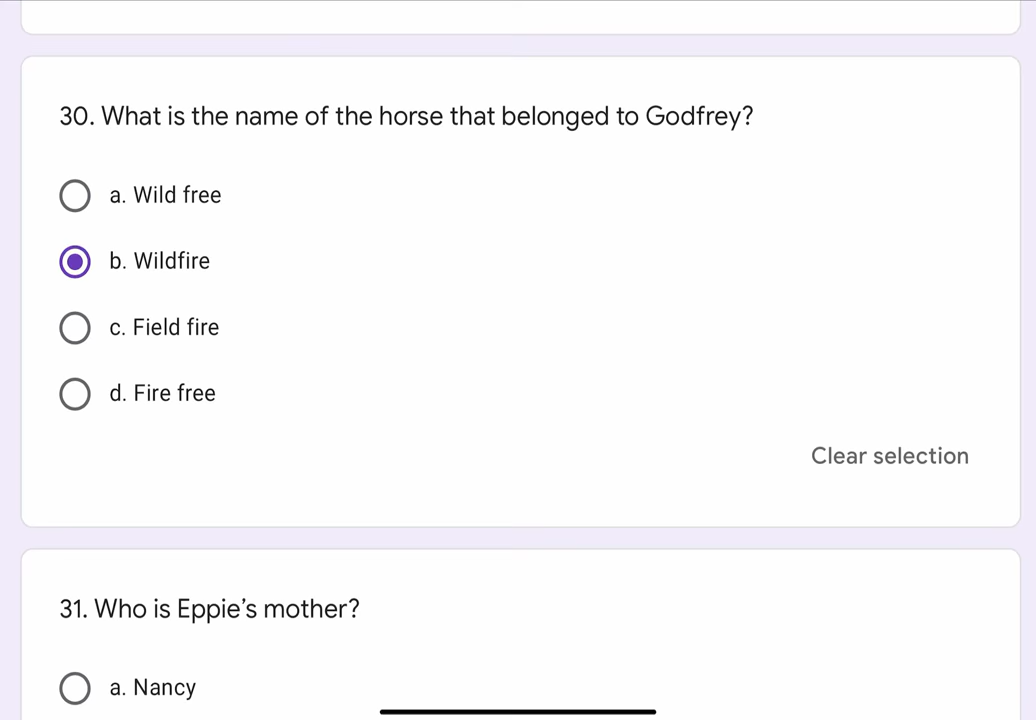 30. What is the name of the horse that belonged to Godfrey?
a. Wild free
b. Wildfire
c. Field fire
d. Fire free
Clear selection
31. Who is Eppie’s mother?
a. Nancy